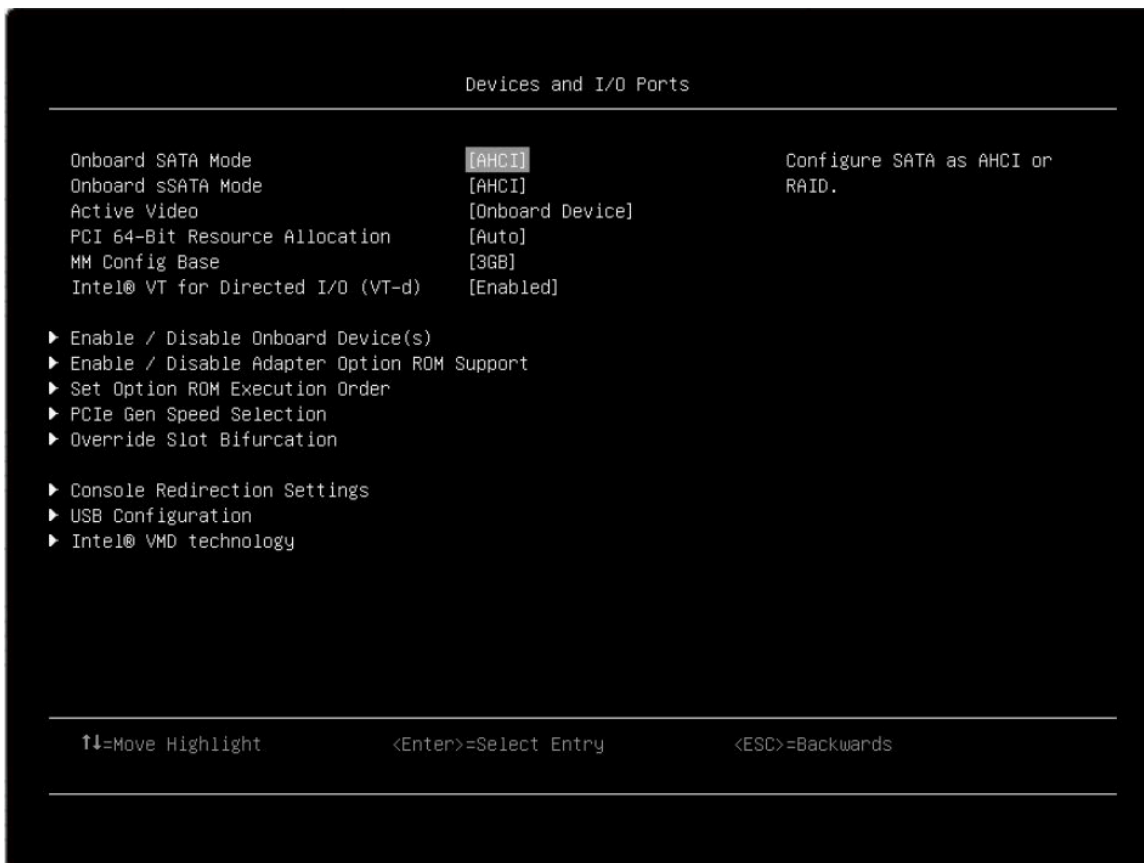 Devices and I/O Ports
Onboard SATA Mode [AHCI] Configure SATA as AHCI or
Onboard sSATA Mode [AHCI] RAID.
Active Video [Onboard Device]
PCI 64-Bit Resource Allocation [Auto]
MM Config Base [3GB]
Intel® VT for Directed I/O (VT-d) [Enabled]
▶ Enable / Disable Onboard Device(s)
▶ Enable / Disable Adapter Option ROM Support
▶ Set Option ROM Execution Order
▶ PCIe Gen Speed Selection
▶ Override Slot Bifurcation
▶ Console Redirection Settings
▶ USB Configuration
▶ Intel® VMD technology
↑↓=Move Highlight <Enter>=Select Entry <ESC>=Backwards